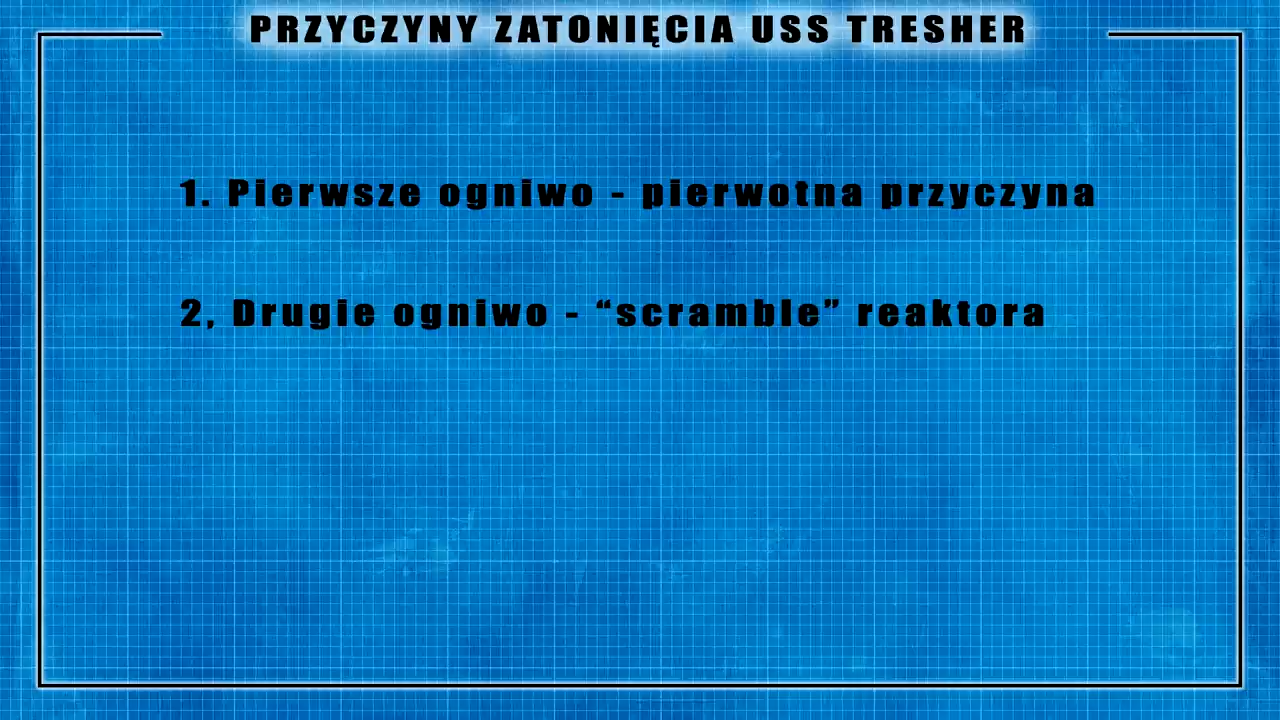 PRZYCZYNY ZATONIĘCIA USS TRESHER
1. Pierwsze ogniwo - pierwotna przyczyna
2, Drugie ogniwo - “scramble” reaktora